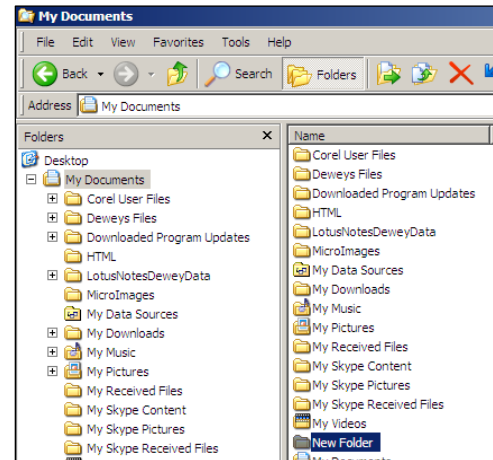 My Documents
File Edit View Favorites Tools Help
Back Search Folders
Address My Documents
Folders x
Desktop
My Documents
Corel User Files
Deweys Files
Downloaded Program Updates
HTML
LotusNotesDeweyData
MicroImages
My Data Sources
My Downloads
My Music
My Pictures
My Received Files
My Skype Content
My Skype Pictures
My Skype Received Files
Name
Corel User Files
Deweys Files
Downloaded Program Updates
HTML
LotusNotesDeweyData
MicroImages
My Data Sources
My Downloads
My Music
My Pictures
My Received Files
My Skype Content
My Skype Pictures
My Skype Received Files
My Videos
New Folder
My Documents